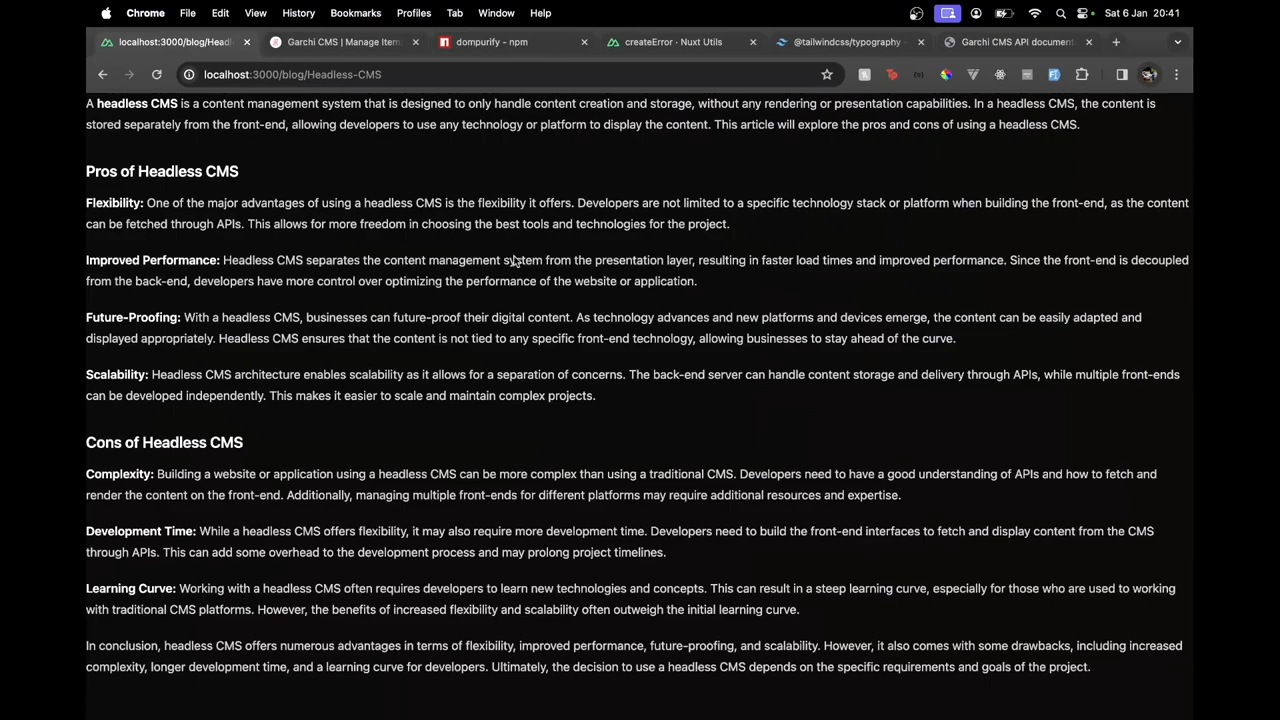 Chrome File Edit View History Bookmarks Profiles Tab Window Help Sat 6 Jan 20:41
localhost:3000/blog/Headl Garchi CMS | Manage Item dompurify - npm createError · Nuxt Utils @tailwindcss/typography - Garchi CMS API document
localhost:3000/blog/Headless-CMS
A headless CMS is a content management system that is designed to only handle content creation and storage, without any rendering or presentation capabilities. In a headless CMS, the content is
stored separately from the front-end, allowing developers to use any technology or platform to display the content. This article will explore the pros and cons of using a headless CMS.
Pros of Headless CMS
Flexibility: One of the major advantages of using a headless CMS is the flexibility it offers. Developers are not limited to a specific technology stack or platform when building the front-end, as the content
can be fetched through APIs. This allows for more freedom in choosing the best tools and technologies for the project.
Improved Performance: Headless CMS separates the content management system from the presentation layer, resulting in faster load times and improved performance. Since the front-end is decoupled
from the back-end, developers have more control over optimizing the performance of the website or application.
Future-Proofing: With a headless CMS, businesses can future-proof their digital content. As technology advances and new platforms and devices emerge, the content can be easily adapted and
displayed appropriately. Headless CMS ensures that the content is not tied to any specific front-end technology, allowing businesses to stay ahead of the curve.
Scalability: Headless CMS architecture enables scalability as it allows for a separation of concerns. The back-end server can handle content storage and delivery through APIs, while multiple front-ends
can be developed independently. This makes it easier to scale and maintain complex projects.
Cons of Headless CMS
Complexity: Building a website or application using a headless CMS can be more complex than using a traditional CMS. Developers need to have a good understanding of APIs and how to fetch and
render the content on the front-end. Additionally, managing multiple front-ends for different platforms may require additional resources and expertise.
Development Time: While a headless CMS offers flexibility, it may also require more development time. Developers need to build the front-end interfaces to fetch and display content from the CMS
through APIs. This can add some overhead to the development process and may prolong project timelines.
Learning Curve: Working with a headless CMS often requires developers to learn new technologies and concepts. This can result in a steep learning curve, especially for those who are used to working
with traditional CMS platforms. However, the benefits of increased flexibility and scalability often outweigh the initial learning curve.
In conclusion, headless CMS offers numerous advantages in terms of flexibility, improved performance, future-proofing, and scalability. However, it also comes with some drawbacks, including increased
complexity, longer development time, and a learning curve for developers. Ultimately, the decision to use a headless CMS depends on the specific requirements and goals of the project.